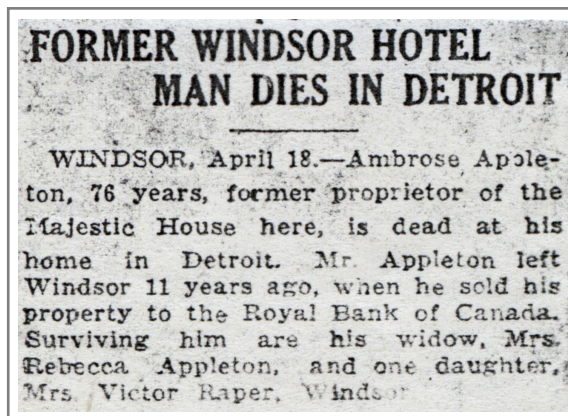 FORMER WINDSOR HOTEL
MAN DIES IN DETROIT
WINDSOR, April 18.—Ambrose Apple-
ton, 76 years, former proprietor of the
Majestic House here, is dead at his
home in Detroit. Mr. Appleton left
Windsor 11 years ago, when he sold his
property to the Royal Bank of Canada.
Surviving him are his widow, Mrs.
Rebecca Appleton, and one daughter,
Mrs. Victor Raper, Windsor